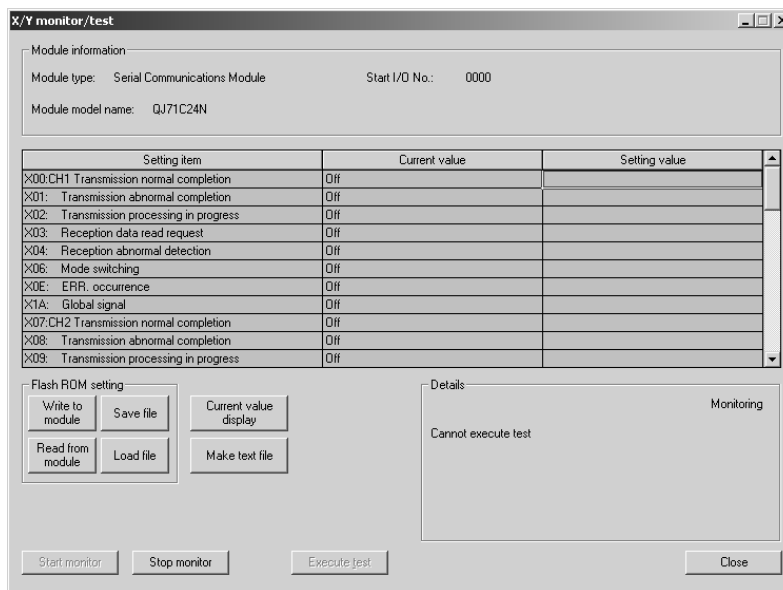 X/Y monitor/test
Module information
Module type: Serial Communications Module Start I/O No.: 0000
Module model name: QJ71C24N
Setting item Current value Setting value
X00:CH1 Transmission normal completion Off
X01: Transmission abnormal completion Off
X02: Transmission processing in progress Off
X03: Reception data read request Off
X04: Reception abnormal detection Off
X06: Mode switching Off
X0E: ERR. occurrence Off
X1A: Global signal Off
X07:CH2 Transmission normal completion Off
X08: Transmission abnormal completion Off
X09: Transmission processing in progress Off
Flash ROM setting
Write to module
Save file
Current value display
Read from module
Load file
Make text file
Details
Monitoring
Cannot execute test
Start monitor Stop monitor Execute test Close